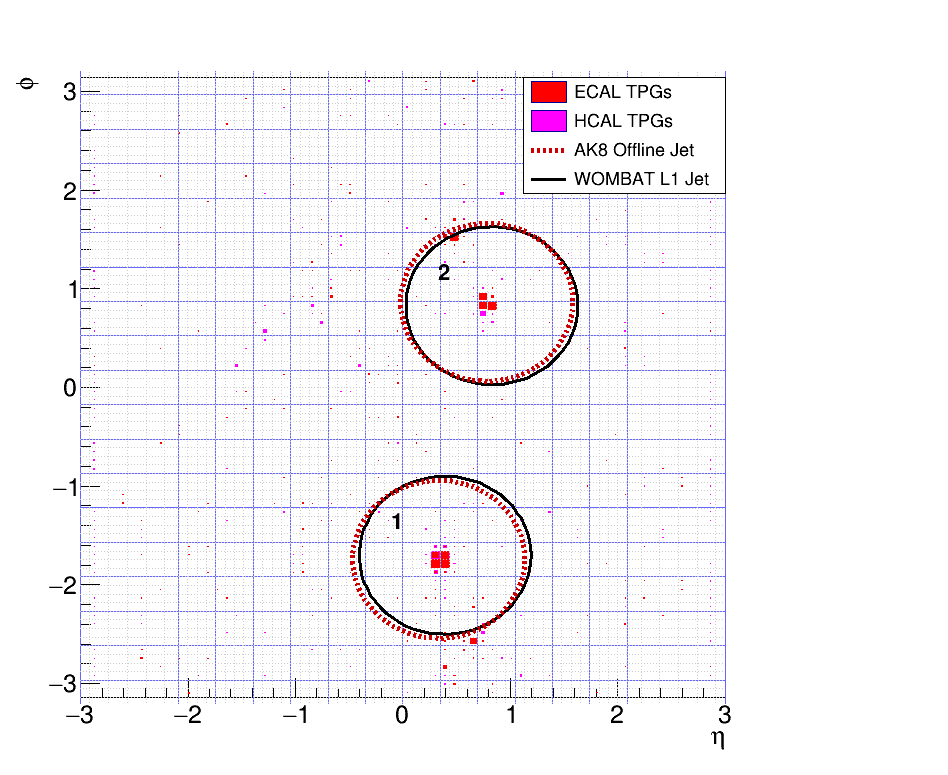 ϕ
3
2
1
0
−1
−2
−3
ECAL TPGs
HCAL TPGs
AK8 Offline Jet
WOMBAT L1 Jet
2
1
−3 −2 −1 0 1 2 3
η